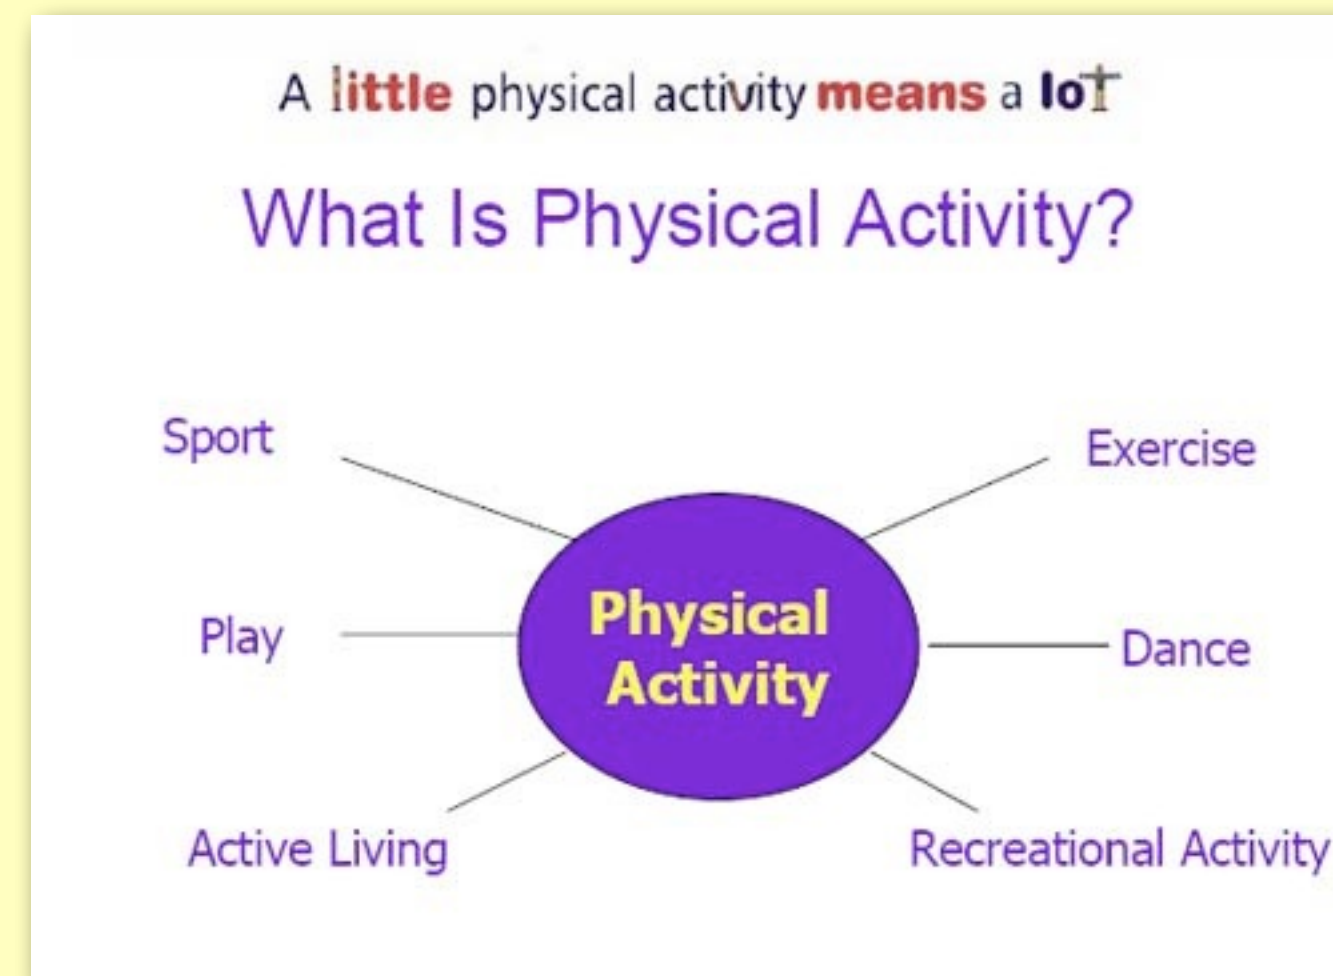 A little physical activity means a lot
What Is Physical Activity?
Sport
Exercise
Physical
Activity
Play
Dance
Active Living
Recreational Activity